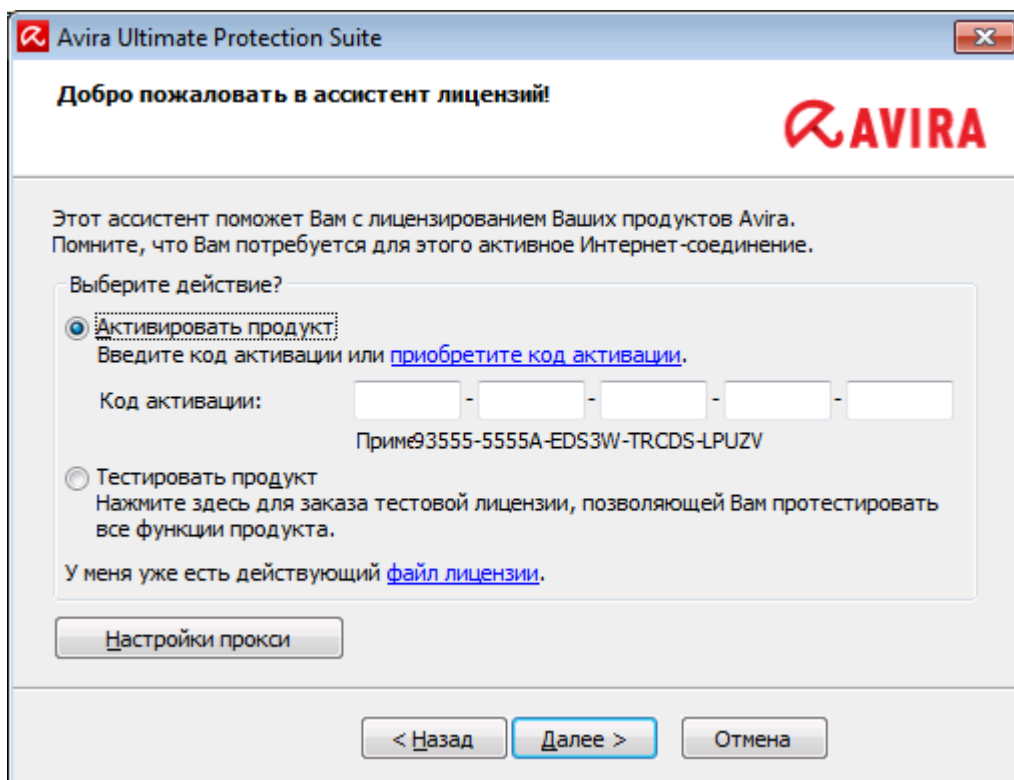 Avira Ultimate Protection Suite
Добро пожаловать в ассистент лицензий!
AVIRA
Этот ассистент поможет Вам с лицензированием Ваших продуктов Avira.
Помните, что Вам потребуется для этого активное Интернет-соединение.
Выберите действие?
Активировать продукт
Введите код активации или приобретите код активации.
Код активации: - - - -
Приме93555-5555A-EDS3W-TRCDS-LPUZV
Тестировать продукт
Нажмите здесь для заказа тестовой лицензии, позволяющей Вам протестировать
все функции продукта.
У меня уже есть действующий файл лицензии.
Настройки прокси
< Назад Далее > Отмена